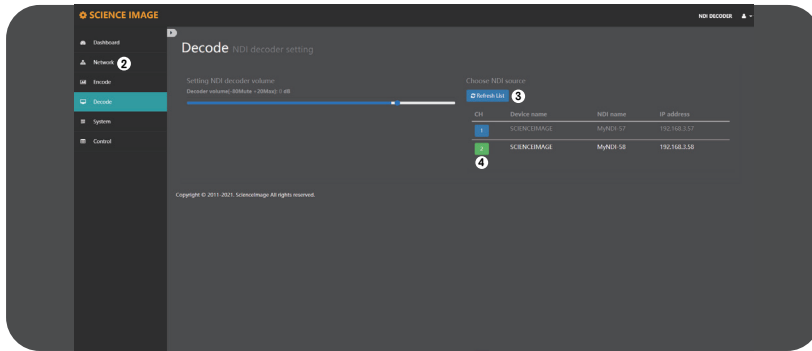 SCIENCE IMAGE
NDI DECODER
Dashboard
Network 2
Encode
Decode
System
Control
Decode NDI decoder setting
Setting NDI decoder volume
Decoder volume(-80Mute ~20Max): 0 dB
Choose NDI source
Refresh List 3
CH Device name NDI name IP address
1 SCIENCEIMAGE MyNDI-57 192.168.3.57
2 SCIENCEIMAGE MyNDI-58 192.168.3.58
4
Copyright © 2011-2021. ScienceImage All rights reserved.